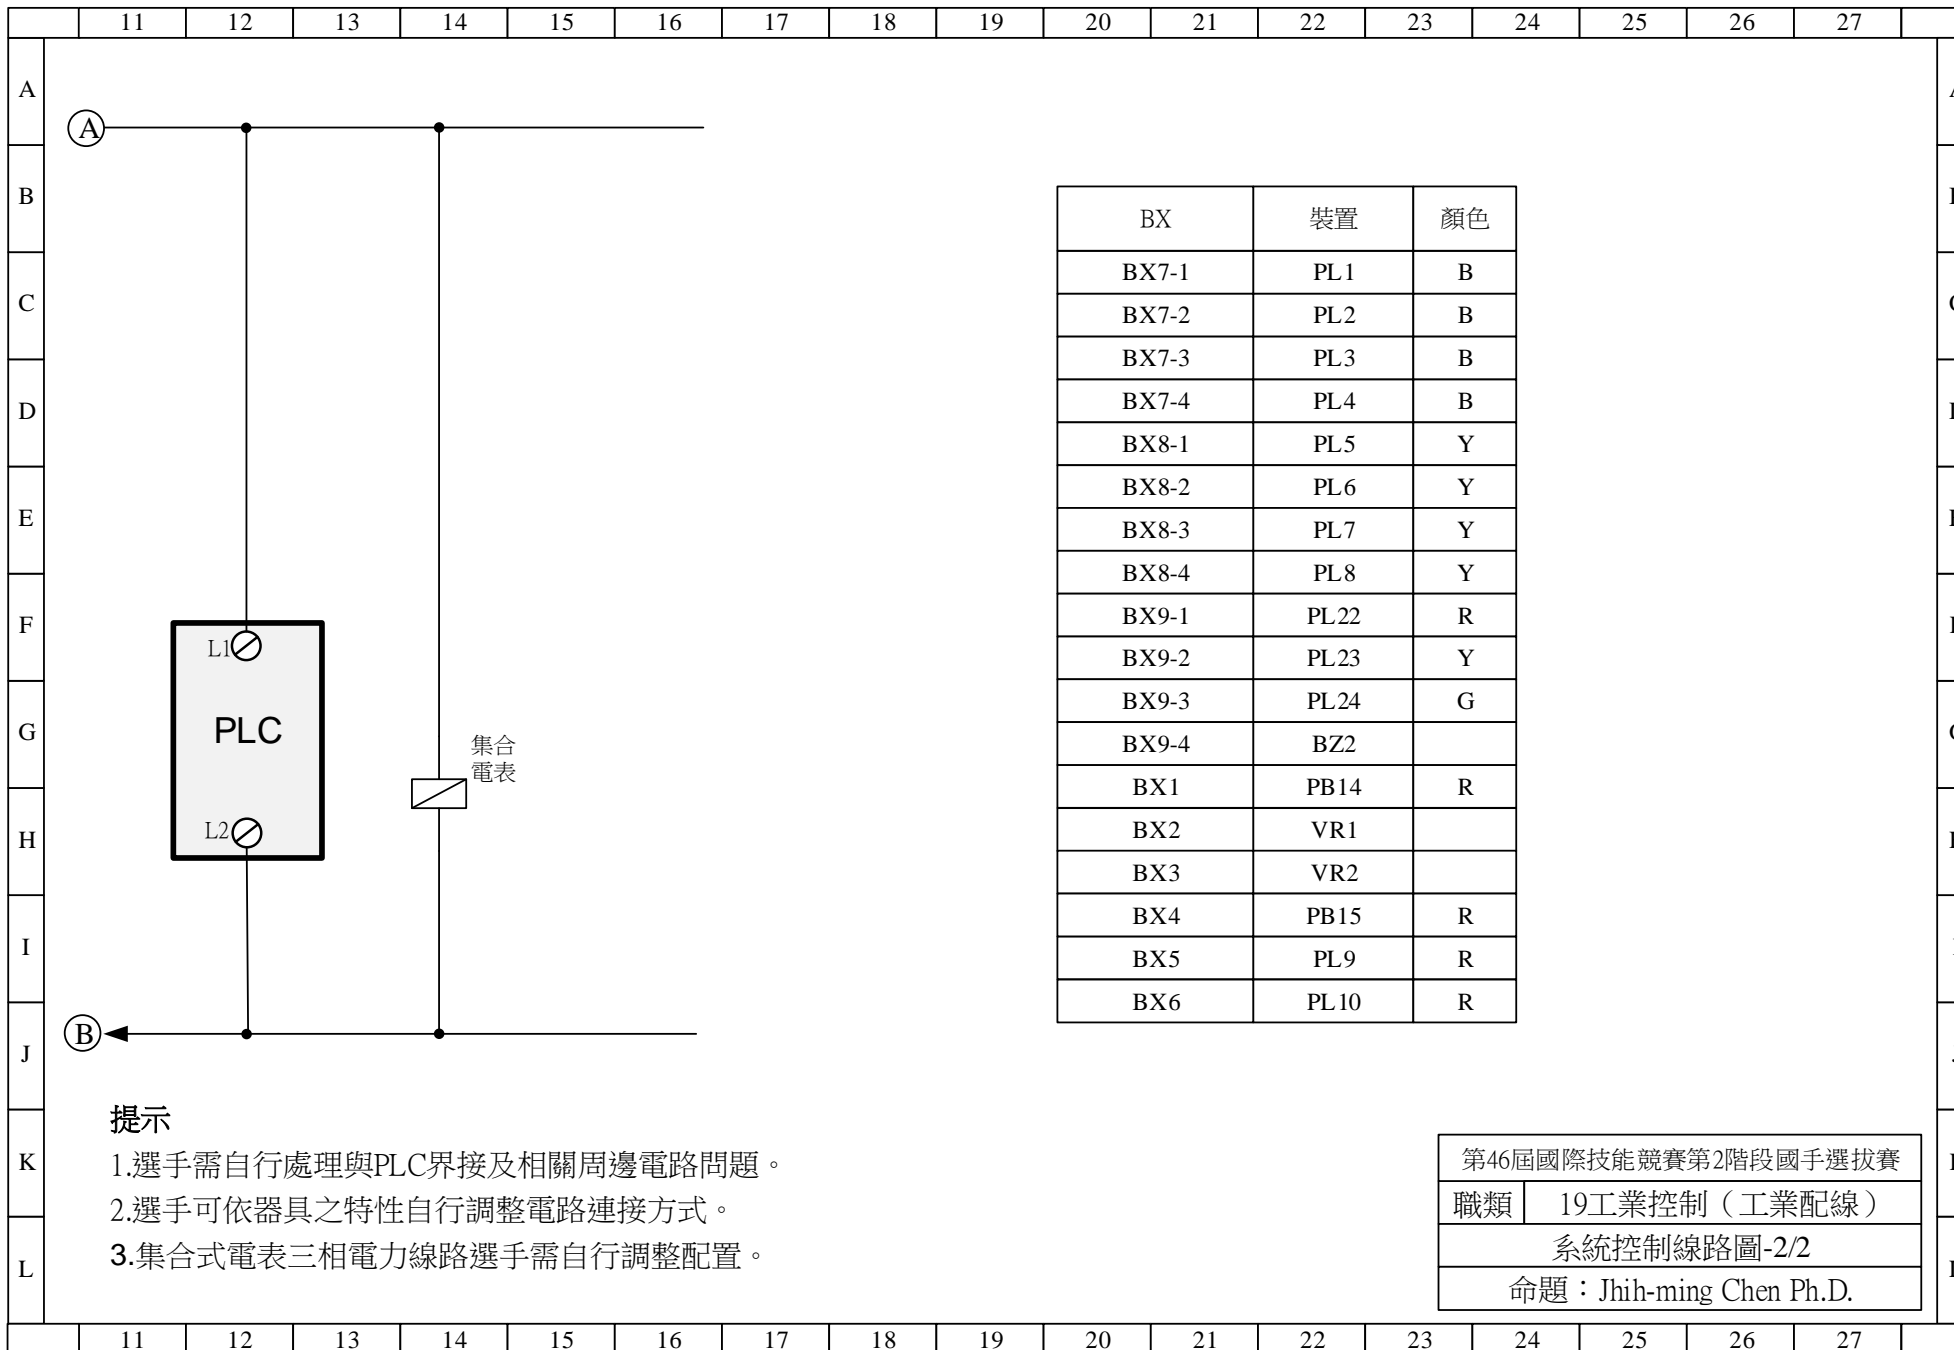 11 12 13 14 15 16 17 18 19 20 21 22 23 24 25 26 27
A
B
C
D
E
F
G
H
I
J
K
L
A
L1
PLC
L2
集合
電表
B
BX 裝置 顏色
BX7-1 PL1 B
BX7-2 PL2 B
BX7-3 PL3 B
BX7-4 PL4 B
BX8-1 PL5 Y
BX8-2 PL6 Y
BX8-3 PL7 Y
BX8-4 PL8 Y
BX9-1 PL22 R
BX9-2 PL23 Y
BX9-3 PL24 G
BX9-4 BZ2
BX1 PB14 R
BX2 VR1
BX3 VR2
BX4 PB15 R
BX5 PL9 R
BX6 PL10 R
提示
1.選手需自行處理與PLC界接及相關周邊電路問題。
2.選手可依器具之特性自行調整電路連接方式。
3.集合式電表三相電力線路選手需自行調整配置。
第46屆國際技能競賽第2階段國手選拔賽
職類 19工業控制（工業配線）
系統控制線路圖-2/2
命題：Jhih-ming Chen Ph.D.
11 12 13 14 15 16 17 18 19 20 21 22 23 24 25 26 27